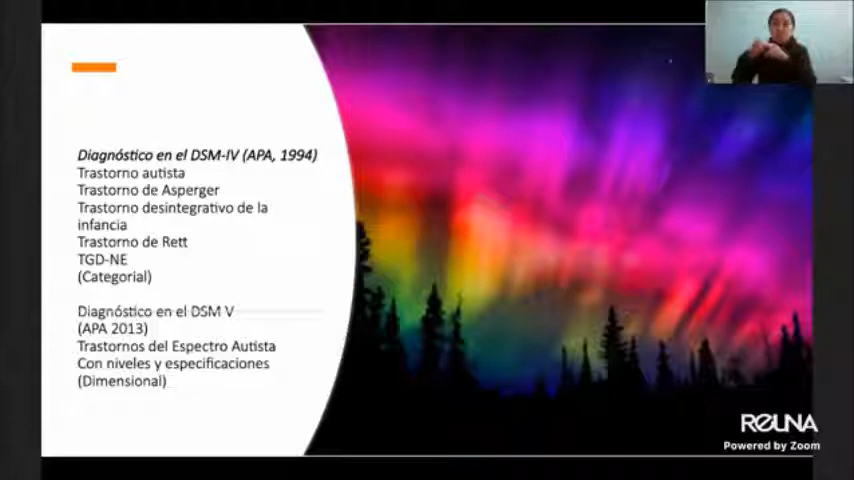 Diagnóstico en el DSM-IV (APA, 1994)
Trastorno autista
Trastorno de Asperger
Trastorno desintegrativo de la
infancia
Trastorno de Rett
TGD-NE
(Categorial)
Diagnóstico en el DSM V
(APA 2013)
Trastornos del Espectro Autista
Con niveles y especificaciones
(Dimensional)
REUNA
Powered by Zoom